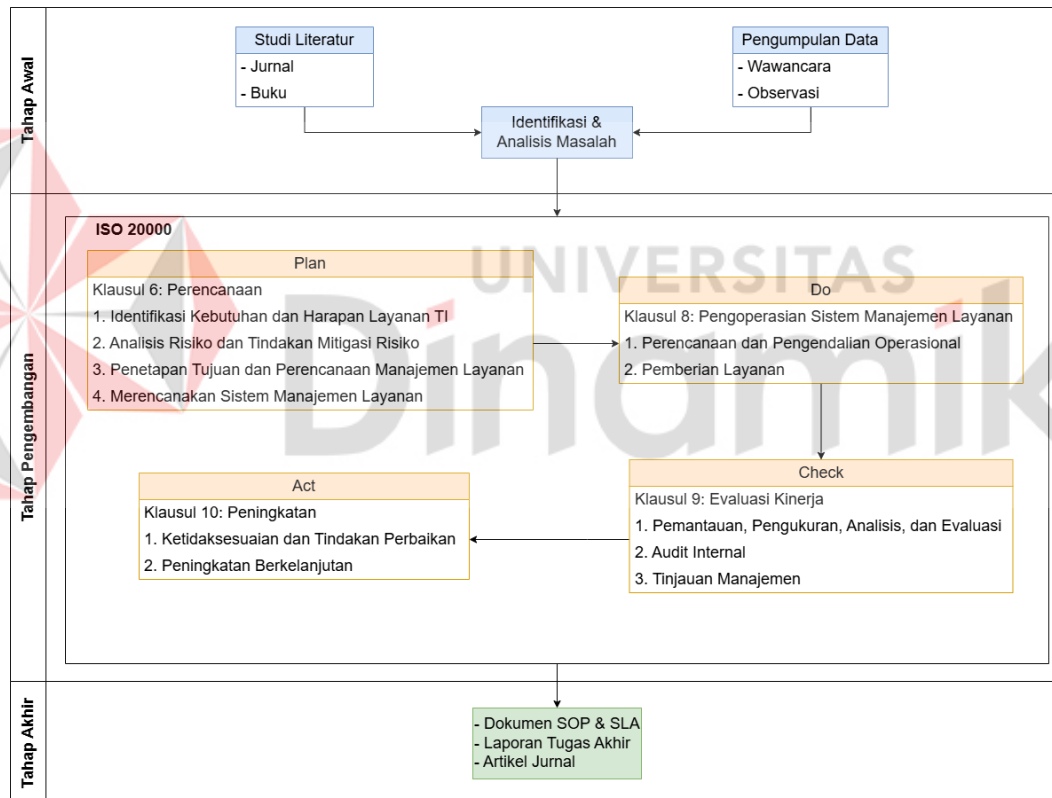 Tahap Awal
Studi Literatur
- Jurnal
- Buku
Pengumpulan Data
- Wawancara
- Observasi
Identifikasi &
Analisis Masalah
Tahap Pengembangan
ISO 20000
UNIVERSITAS
Dinamik
Plan
Klausul 6: Perencanaan
1. Identifikasi Kebutuhan dan Harapan Layanan TI
2. Analisis Risiko dan Tindakan Mitigasi Risiko
3. Penetapan Tujuan dan Perencanaan Manajemen Layanan
4. Merencanakan Sistem Manajemen Layanan
Do
Klausul 8: Pengoperasian Sistem Manajemen Layanan
1. Perencanaan dan Pengendalian Operasional
2. Pemberian Layanan
Check
Klausul 9: Evaluasi Kinerja
1. Pemantauan, Pengukuran, Analisis, dan Evaluasi
2. Audit Internal
3. Tinjauan Manajemen
Act
Klausul 10: Peningkatan
1. Ketidaksesuaian dan Tindakan Perbaikan
2. Peningkatan Berkelanjutan
Tahap Akhir
- Dokumen SOP & SLA
- Laporan Tugas Akhir
- Artikel Jurnal